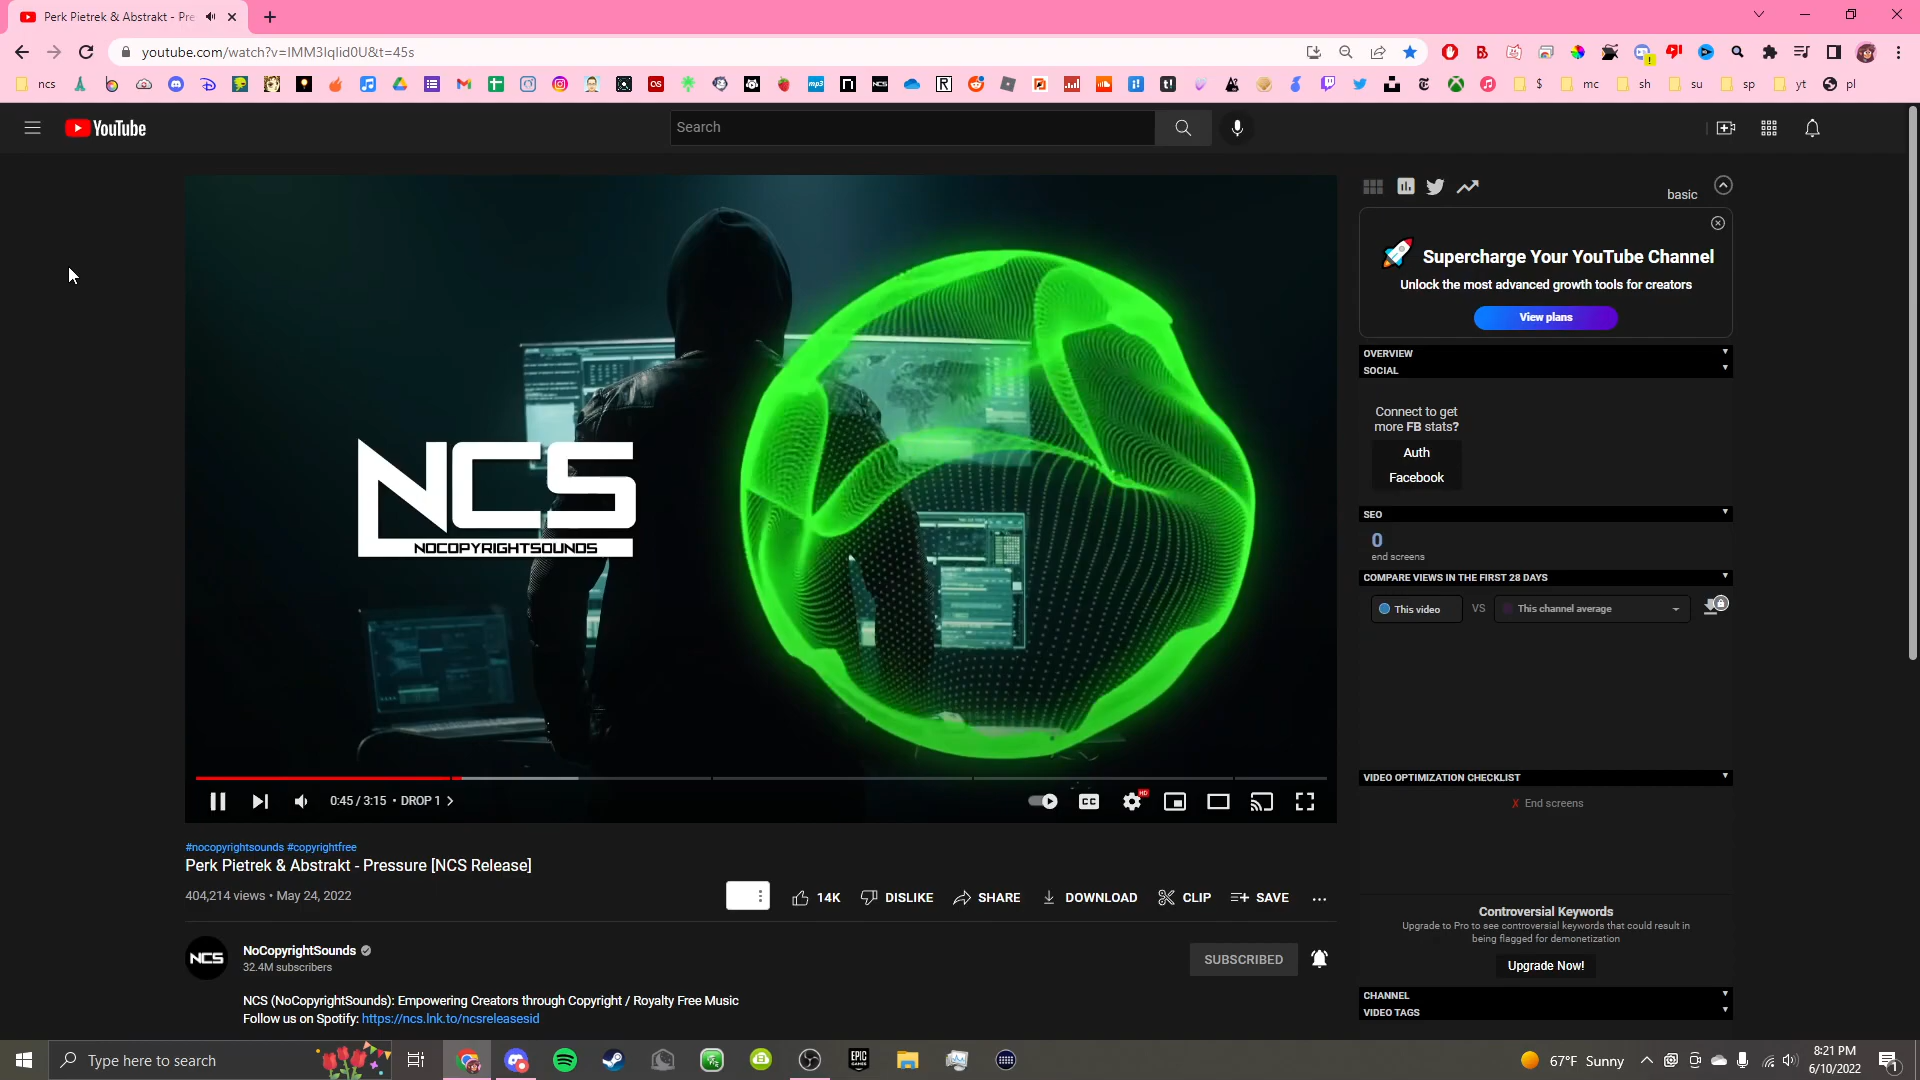 Perk Pietrek & Abstrakt - Pre
youtube.com/watch?v=IMM3Iqlid0U&t=45s
ncs
$
mc
sh
su
sp
yt
pl
YouTube
Search
basic
Supercharge Your YouTube Channel
Unlock the most advanced growth tools for creators
View plans
OVERVIEW
SOCIAL
Connect to get
more FB stats?
Auth
Facebook
SEO
0
end screens
COMPARE VIEWS IN THE FIRST 28 DAYS
This video
VS
This channel average
VIDEO OPTIMIZATION CHECKLIST
X End screens
Controversial Keywords
Upgrade to Pro to see controversial keywords that could result in
being flagged for demonetization
Upgrade Now!
CHANNEL
VIDEO TAGS
NCS
NOCOPYRIGHTSOUNDS
0:45 / 3:15 • DROP 1
CC
HD
#nocopyrightsounds #copyrightfree
Perk Pietrek & Abstrakt - Pressure [NCS Release]
404,214 views • May 24, 2022
14K
DISLIKE
SHARE
DOWNLOAD
CLIP
SAVE
NCS
NoCopyrightSounds
32.4M subscribers
SUBSCRIBED
NCS (NoCopyrightSounds): Empowering Creators through Copyright / Royalty Free Music
Follow us on Spotify: https://ncs.lnk.to/ncsreleasesid
Type here to search
EPIC
GAMES
67°F Sunny
8:21 PM
6/10/2022
1